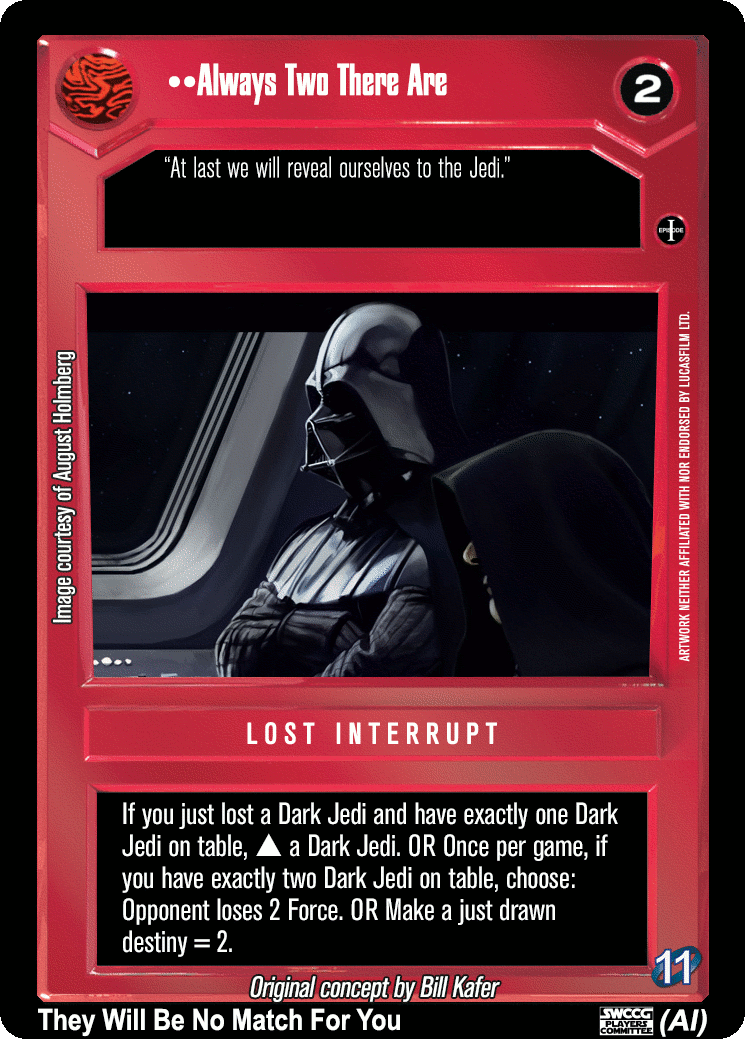 ••Always Two There Are
2
“At last we will reveal ourselves to the Jedi.”
EPISODE
I
Image courtesy of August Holmberg
ARTWORK NEITHER AFFILIATED WITH NOR ENDORSED BY LUCASFILM LTD.
LOST INTERRUPT
If you just lost a Dark Jedi and have exactly one Dark
Jedi on table, ▲ a Dark Jedi. OR Once per game, if
you have exactly two Dark Jedi on table, choose:
Opponent loses 2 Force. OR Make a just drawn
destiny = 2.
11
Original concept by Bill Kafer
They Will Be No Match For You
SWCCG
PLAYERS
COMMITTEE
(AI)